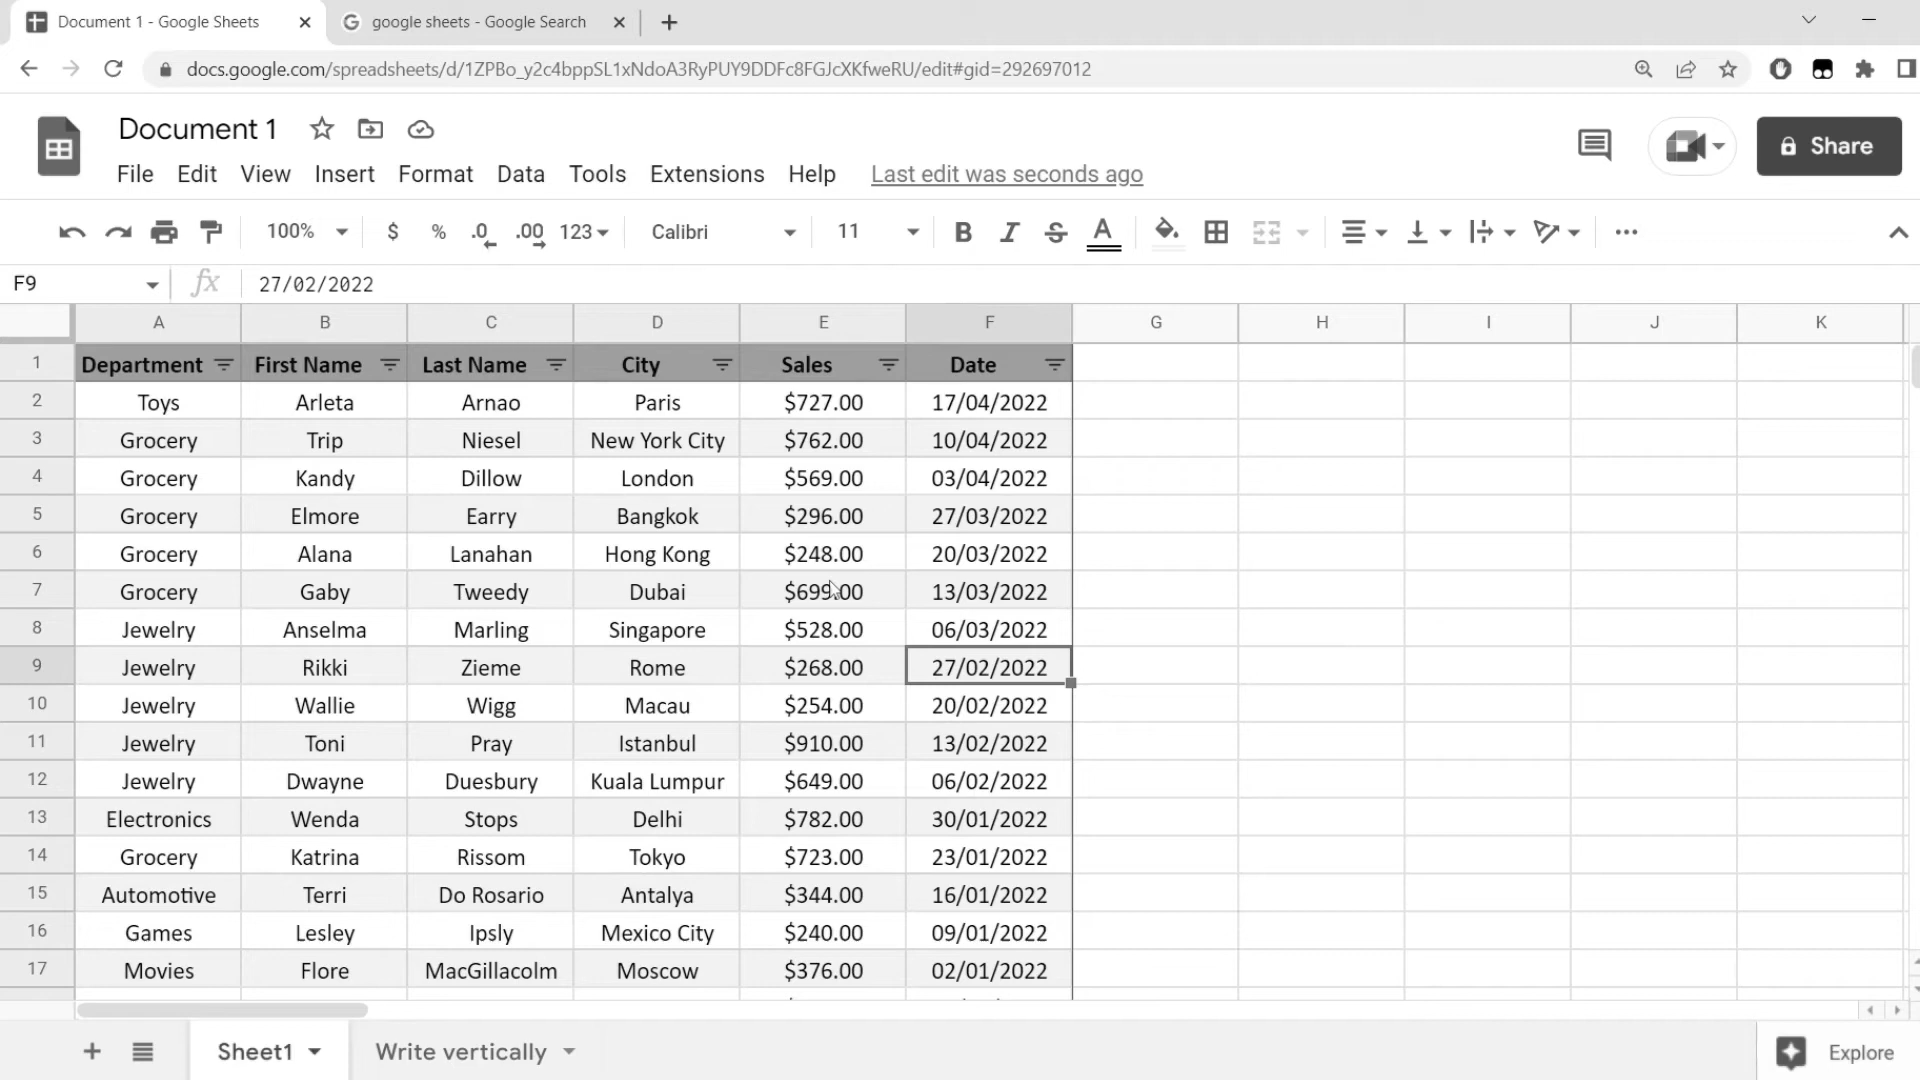 Document 1 - Google Sheets
google sheets - Google Search
docs.google.com/spreadsheets/d/1ZPBo_y2c4bppSL1xNdoA3RyPUY9DDFc8FGJcXKfweRU/edit#gid=292697012
Document 1
Share
File Edit View Insert Format Data Tools Extensions Help Last edit was seconds ago
100% $ % .0 .00 123 Calibri 11 B I S A
F9 fx 27/02/2022
A B C D E F G H I J K
1 Department First Name Last Name City Sales Date
2 Toys Arleta Arnao Paris $727.00 17/04/2022
3 Grocery Trip Niesel New York City $762.00 10/04/2022
4 Grocery Kandy Dillow London $569.00 03/04/2022
5 Grocery Elmore Earry Bangkok $296.00 27/03/2022
6 Grocery Alana Lanahan Hong Kong $248.00 20/03/2022
7 Grocery Gaby Tweedy Dubai $699.00 13/03/2022
8 Jewelry Anselma Marling Singapore $528.00 06/03/2022
9 Jewelry Rikki Zieme Rome $268.00 27/02/2022
10 Jewelry Wallie Wigg Macau $254.00 20/02/2022
11 Jewelry Toni Pray Istanbul $910.00 13/02/2022
12 Jewelry Dwayne Duesbury Kuala Lumpur $649.00 06/02/2022
13 Electronics Wenda Stops Delhi $782.00 30/01/2022
14 Grocery Katrina Rissom Tokyo $723.00 23/01/2022
15 Automotive Terri Do Rosario Antalya $344.00 16/01/2022
16 Games Lesley Ipsly Mexico City $240.00 09/01/2022
17 Movies Flore MacGillacolm Moscow $376.00 02/01/2022
Sheet1 Write vertically Explore